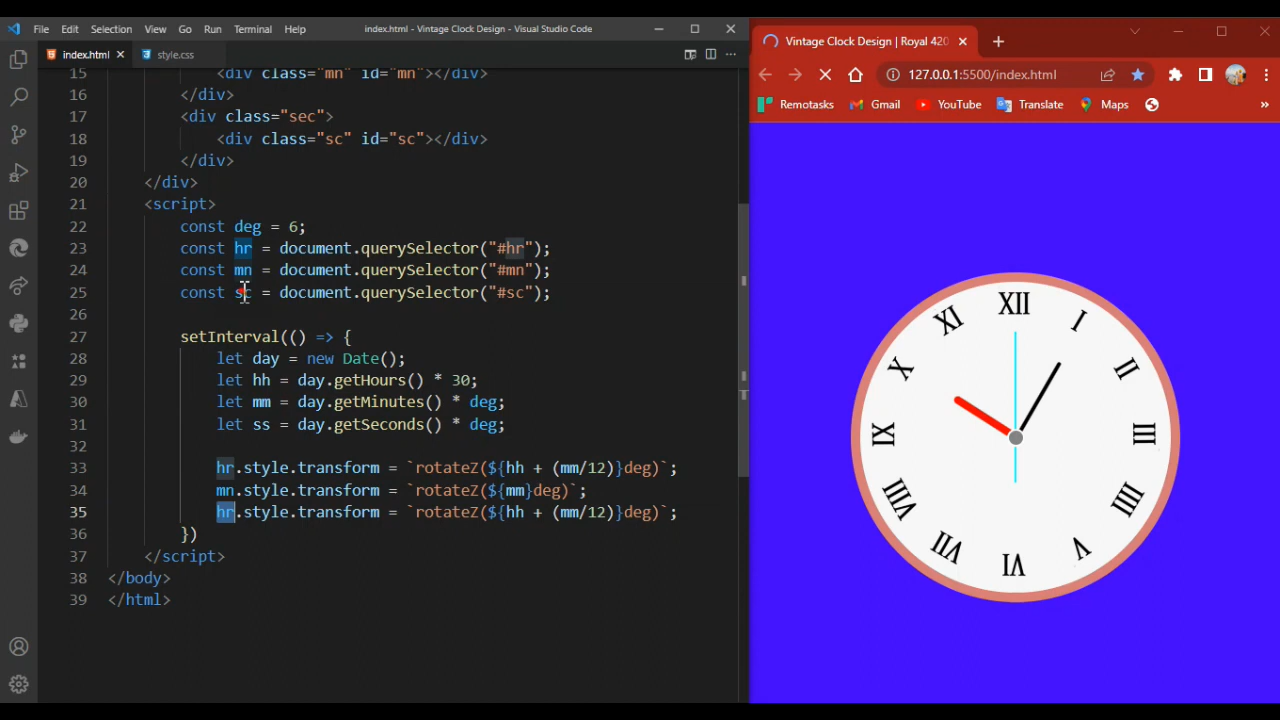 File Edit Selection View Go Run Terminal Help index.html - Vintage Clock Design - Visual Studio Code
index.html style.css
15 <div class="mn" id="mn"></div>
16 </div>
17 <div class="sec">
18 <div class="sc" id="sc"></div>
19 </div>
20 </div>
21 <script>
22 const deg = 6;
23 const hr = document.querySelector("#hr");
24 const mn = document.querySelector("#mn");
25 const sc = document.querySelector("#sc");
26
27 setInterval(() => {
28 let day = new Date();
29 let hh = day.getHours() * 30;
30 let mm = day.getMinutes() * deg;
31 let ss = day.getSeconds() * deg;
32
33 hr.style.transform = `rotateZ(${hh + (mm/12)}deg)`;
34 mn.style.transform = `rotateZ(${mm}deg)`;
35 hr.style.transform = `rotateZ(${hh + (mm/12)}deg)`;
36 })
37 </script>
38 </body>
39 </html>
Vintage Clock Design | Royal 420
127.0.0.1:5500/index.html
Remotasks Gmail YouTube Translate Maps
XII
I
II
III
IIII
V
VI
VII
VIII
IX
X
XI